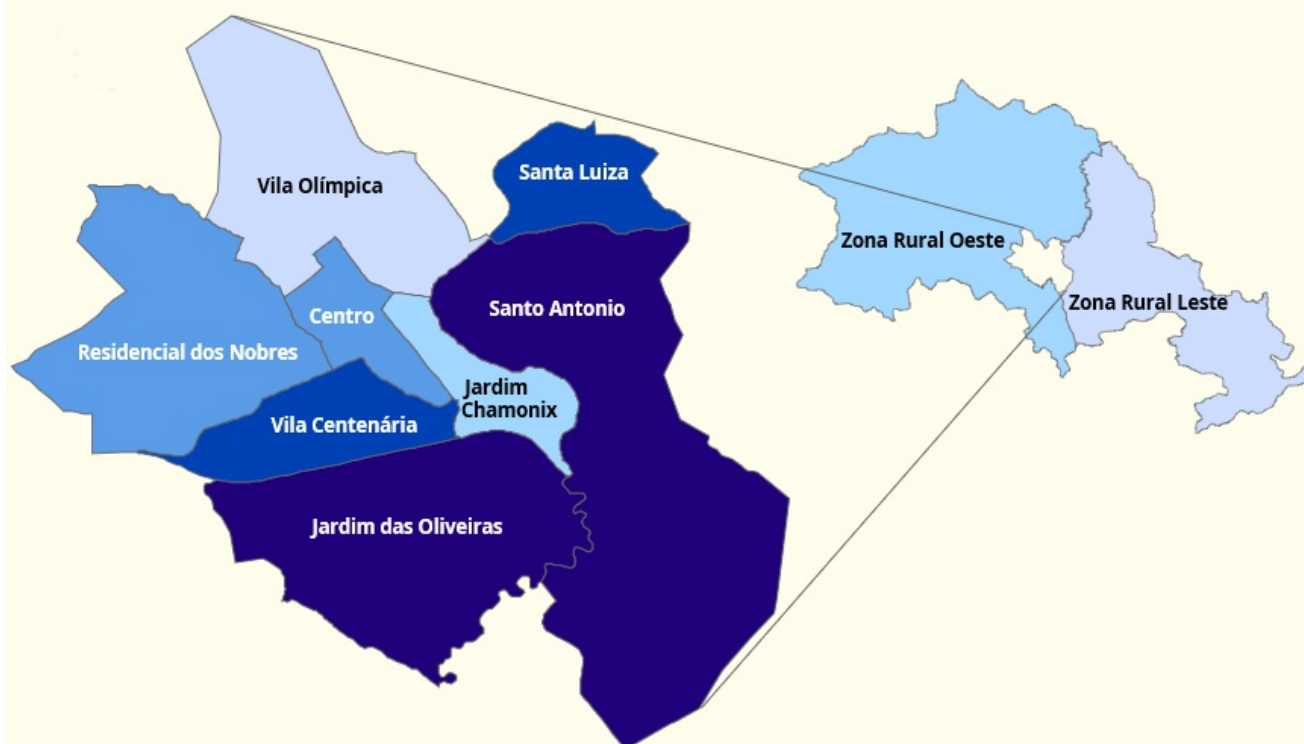 Vila Olímpica
Santa Luiza
Zona Rural Oeste
Zona Rural Leste
Santo Antonio
Centro
Residencial dos Nobres
Jardim
Chamonix
Vila Centenária
Jardim das Oliveiras